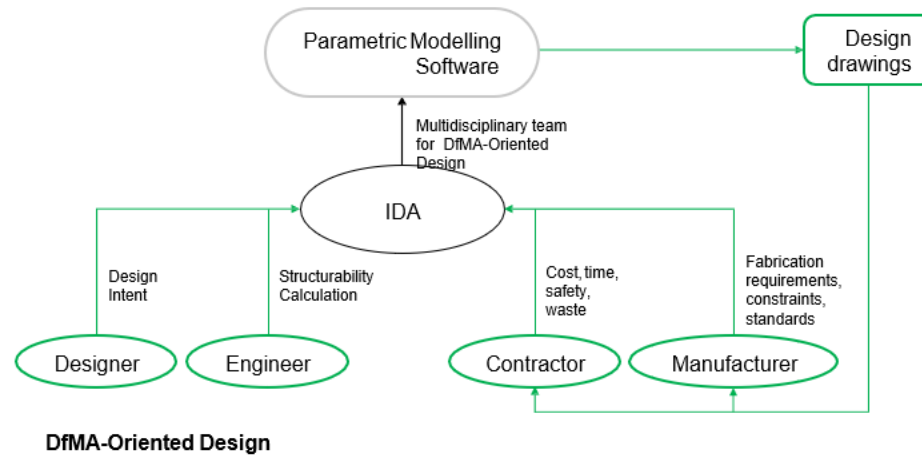 Parametric Modelling
Software
Design
drawings
Multidisciplinary team
for DfMA-Oriented
Design
IDA
Design
Intent
Structurability
Calculation
Cost, time,
safety,
waste
Fabrication
requirements,
constraints,
standards
Designer
Engineer
Contractor
Manufacturer
DfMA-Oriented Design